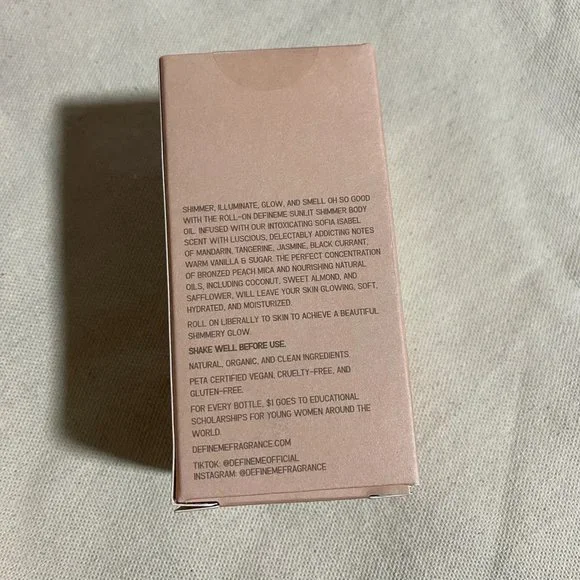 SHIMMER, ILLUMINATE, GLOW, AND SMELL OH SO GOOD
WITH THE ROLL-ON DEFINEME SUNLIT SHIMMER BODY
OIL. INFUSED WITH OUR INTOXICATING SOFIA ISABEL
SCENT WITH LUSCIOUS, DELECTABLY ADDICTING NOTES
OF MANDARIN, TANGERINE, JASMINE, BLACK CURRANT,
WARM VANILLA & SUGAR. THE PERFECT CONCENTRATION
OF BRONZED PEACH MICA AND NOURISHING NATURAL
OILS, INCLUDING COCONUT, SWEET ALMOND, AND
SAFFLOWER, WILL LEAVE YOUR SKIN GLOWING, SOFT,
HYDRATED, AND MOISTURIZED.
ROLL ON LIBERALLY TO SKIN TO ACHIEVE A BEAUTIFUL
SHIMMERY GLOW.
SHAKE WELL BEFORE USE.
NATURAL, ORGANIC, AND CLEAN INGREDIENTS
PETA CERTIFIED VEGAN, CRUELTY-FREE, AND
GLUTEN-FREE.
FOR EVERY BOTTLE, $1 GOES TO EDUCATIONAL
SCHOLARSHIPS FOR YOUNG WOMEN AROUND THE
WORLD.
DEFINEMEFRAGRANCE.COM
TIKTOK: @DEFINEMEOFFICIAL
INSTAGRAM: @DEFINEMEFRAGRANCE